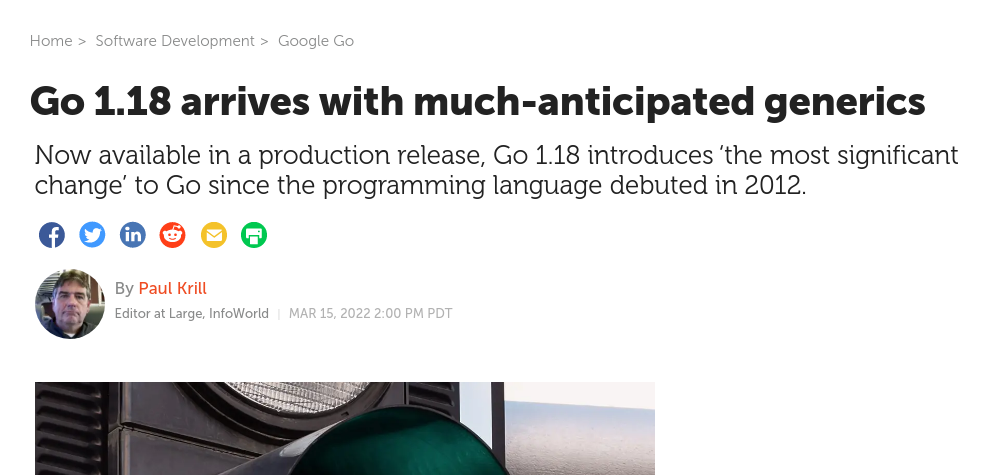 Home > Software Development > Google Go
Go 1.18 arrives with much-anticipated generics
Now available in a production release, Go 1.18 introduces ‘the most significant
change’ to Go since the programming language debuted in 2012.
in
By Paul Krill
Editor at Large, InfoWorld | MAR 15, 2022 2:00 PM PDT